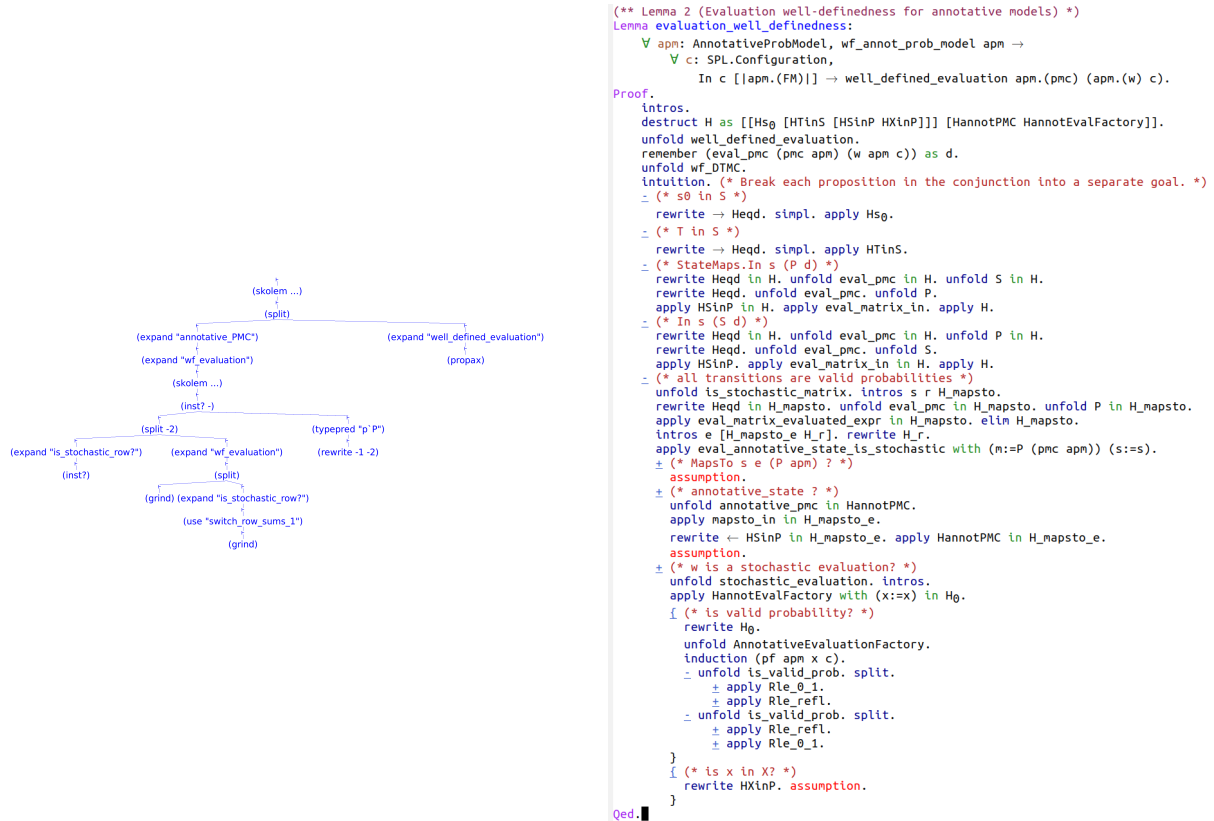 (skolem ...)
(split)
(expand "annotative_PMC") (expand "well_defined_evaluation")
(expand "wf_evaluation") (propax)
(skolem ...)
(inst? -)
(split -2) (typepred "p`P")
(expand "is_stochastic_row?") (expand "wf_evaluation") (rewrite -1 -2)
(inst?) (split)
(grind) (expand "is_stochastic_row?")
(use "switch_row_sums_1")
(grind)
(** Lemma 2 (Evaluation well-definedness for annotative models) *)
Lemma evaluation_well_definedness:
∀ apm: AnnotativeProbModel, wf_annot_prob_model apm →
∀ c: SPL.Configuration,
In c [|apm.(FM)|] → well_defined_evaluation apm.(pmc) (apm.(w) c).
Proof.
intros.
destruct H as [[Hs₀ [HTinS [HSinP HXinP]]] [HannotPMC HannotEvalFactory]].
unfold well_defined_evaluation.
remember (eval_pmc (pmc apm) (w apm c)) as d.
unfold wf_DTMC.
intuition. (* Break each proposition in the conjunction into a separate goal. *)
- (* s0 in S *)
rewrite → Heqd. simpl. apply Hs₀.
- (* T in S *)
rewrite → Heqd. simpl. apply HTinS.
- (* StateMaps.In s (P d) *)
rewrite Heqd in H. unfold eval_pmc in H. unfold S in H.
rewrite Heqd. unfold eval_pmc. unfold P.
apply HSinP in H. apply eval_matrix_in. apply H.
- (* In s (S d) *)
rewrite Heqd in H. unfold eval_pmc in H. unfold P in H.
rewrite Heqd. unfold eval_pmc. unfold S.
apply HSinP. apply eval_matrix_in in H. apply H.
- (* all transitions are valid probabilities *)
unfold is_stochastic_matrix. intros s r H_mapsto.
rewrite Heqd in H_mapsto. unfold eval_pmc in H_mapsto. unfold P in H_mapsto.
apply eval_matrix_evaluated_expr in H_mapsto. elim H_mapsto.
intros e [H_mapsto_e H_r]. rewrite H_r.
apply eval_annotative_state_is_stochastic with (m:=P (pmc apm)) (s:=s).
+ (* MapsTo s e (P apm) ? *)
assumption.
+ (* annotative_state ? *)
unfold annotative_pmc in HannotPMC.
apply mapsto_in in H_mapsto_e.
rewrite ← HSinP in H_mapsto_e. apply HannotPMC in H_mapsto_e.
assumption.
+ (* w is a stochastic evaluation? *)
unfold stochastic_evaluation. intros.
apply HannotEvalFactory with (x:=x) in H₀.
{ (* is valid probability? *)
rewrite H₀.
unfold AnnotativeEvaluationFactory.
induction (pf apm x c).
- unfold is_valid_prob. split.
+ apply Rle_0_1.
+ apply Rle_refl.
- unfold is_valid_prob. split.
+ apply Rle_refl.
+ apply Rle_0_1.
}
{ (* is x in X? *)
rewrite HXinP. assumption.
}
Qed.